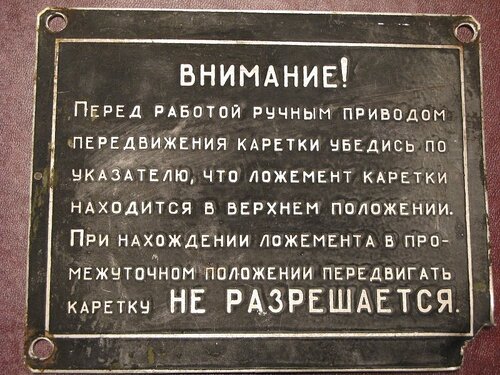 ВНИМАНИЕ!
ПЕРЕД РАБОТОЙ РУЧНЫМ ПРИВОДОМ
ПЕРЕДВИЖЕНИЯ КАРЕТКИ УБЕДИСЬ ПО
УКАЗАТЕЛЮ, ЧТО ЛОЖЕМЕНТ КАРЕТКИ
НАХОДИТСЯ В ВЕРХНЕМ ПОЛОЖЕНИИ.
ПРИ НАХОЖДЕНИИ ЛОЖЕМЕНТА В ПРО-
МЕЖУТОЧНОМ ПОЛОЖЕНИИ ПЕРЕДВИГАТЬ
КАРЕТКУ НЕ РАЗРЕШАЕТСЯ.